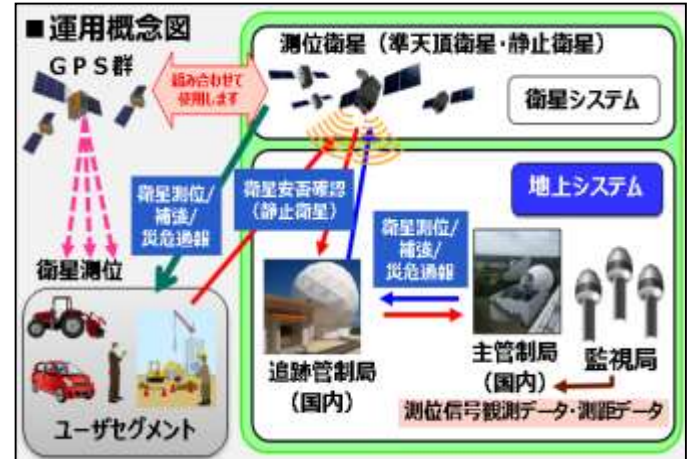 ■運用概念図
GPS群
組み合わせて
使用します
測位衛星（準天頂衛星・静止衛星）
衛星システム
衛星測位/
補強/
災危通報
衛星安否確認
（静止衛星）
地上システム
衛星測位/
補強/
災危通報
衛星測位
追跡管制局
（国内）
主管制局
（国内）
監視局
測位信号観測データ・測距データ
ユーザセグメント